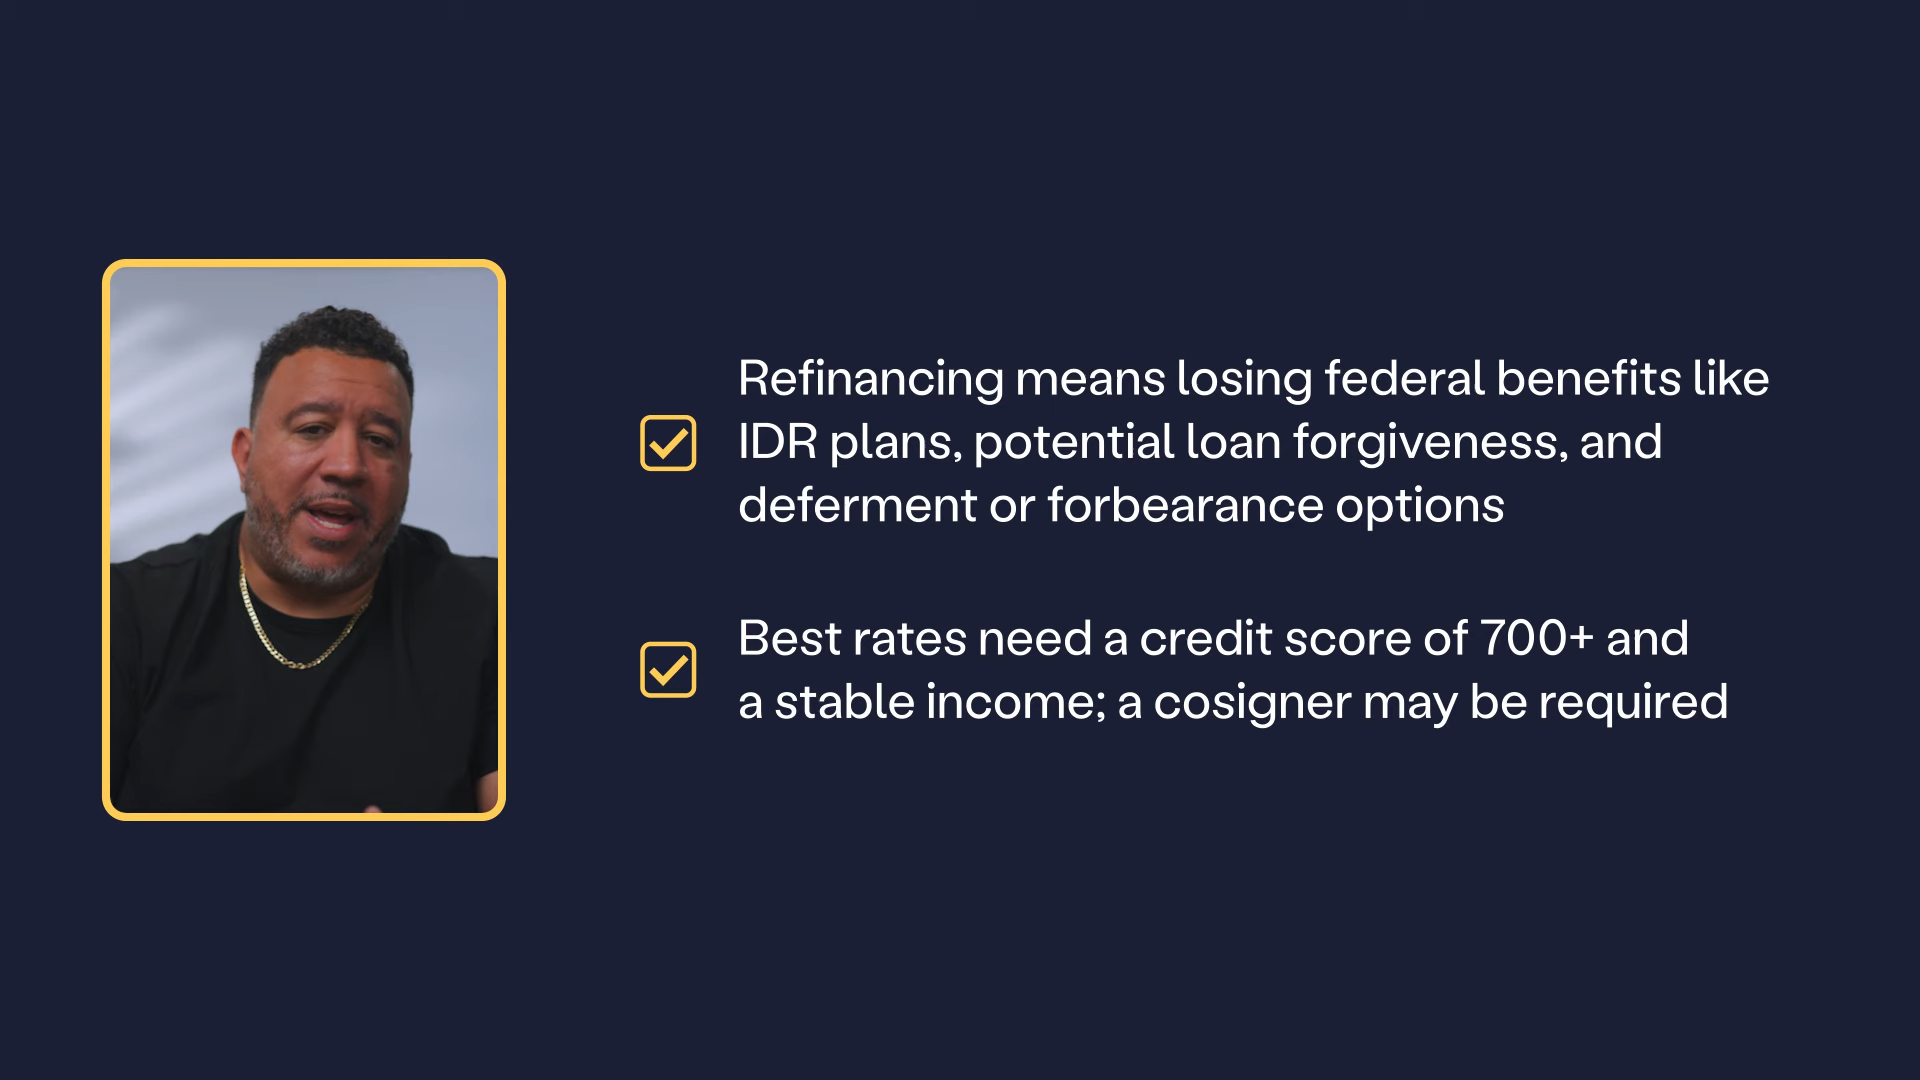 Refinancing means losing federal benefits like
IDR plans, potential loan forgiveness, and
deferment or forbearance options
Best rates need a credit score of 700+ and
a stable income; a cosigner may be required